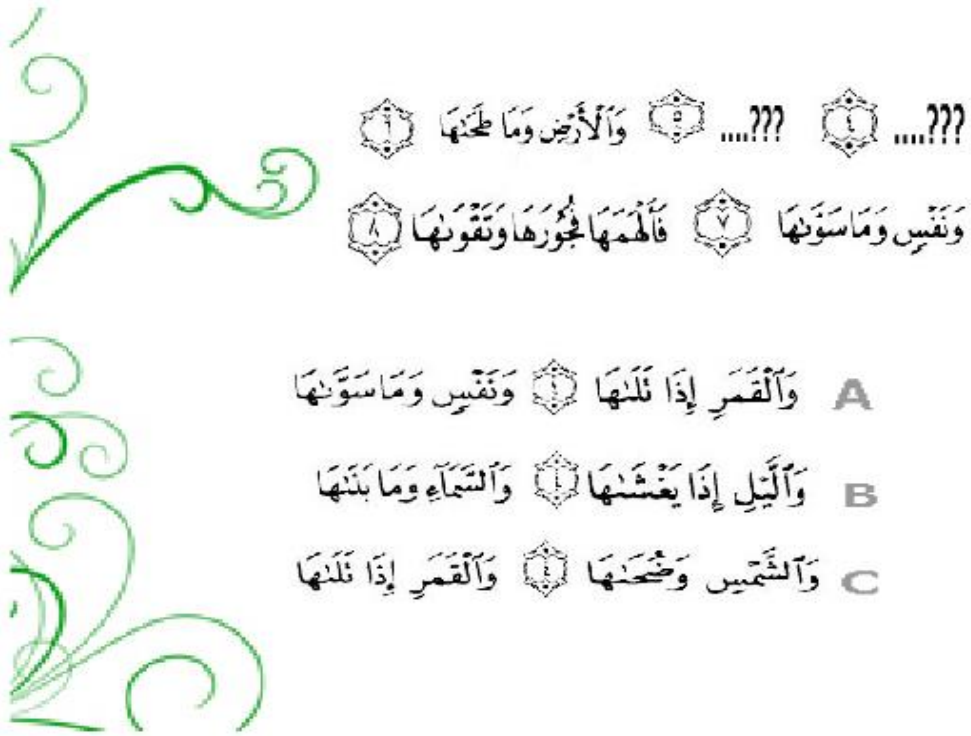 ???.... ٤ ???.... ٥ وَٱلْأَرْضِ وَمَا طَحَىٰهَا ٦
وَنَفْسٍ وَمَا سَوَّىٰهَا ٧ فَأَلْهَمَهَا فُجُورَهَا وَتَقْوَىٰهَا ٨
A وَٱلْقَمَرِ إِذَا تَلَىٰهَا ٤ وَنَفْسٍ وَمَا سَوَّىٰهَا
B وَٱلَّيْلِ إِذَا يَغْشَىٰهَا ٤ وَٱلسَّمَآءِ وَمَا بَنَىٰهَا
C وَٱلشَّمْسِ وَضُحَىٰهَا ٤ وَٱلْقَمَرِ إِذَا تَلَىٰهَا